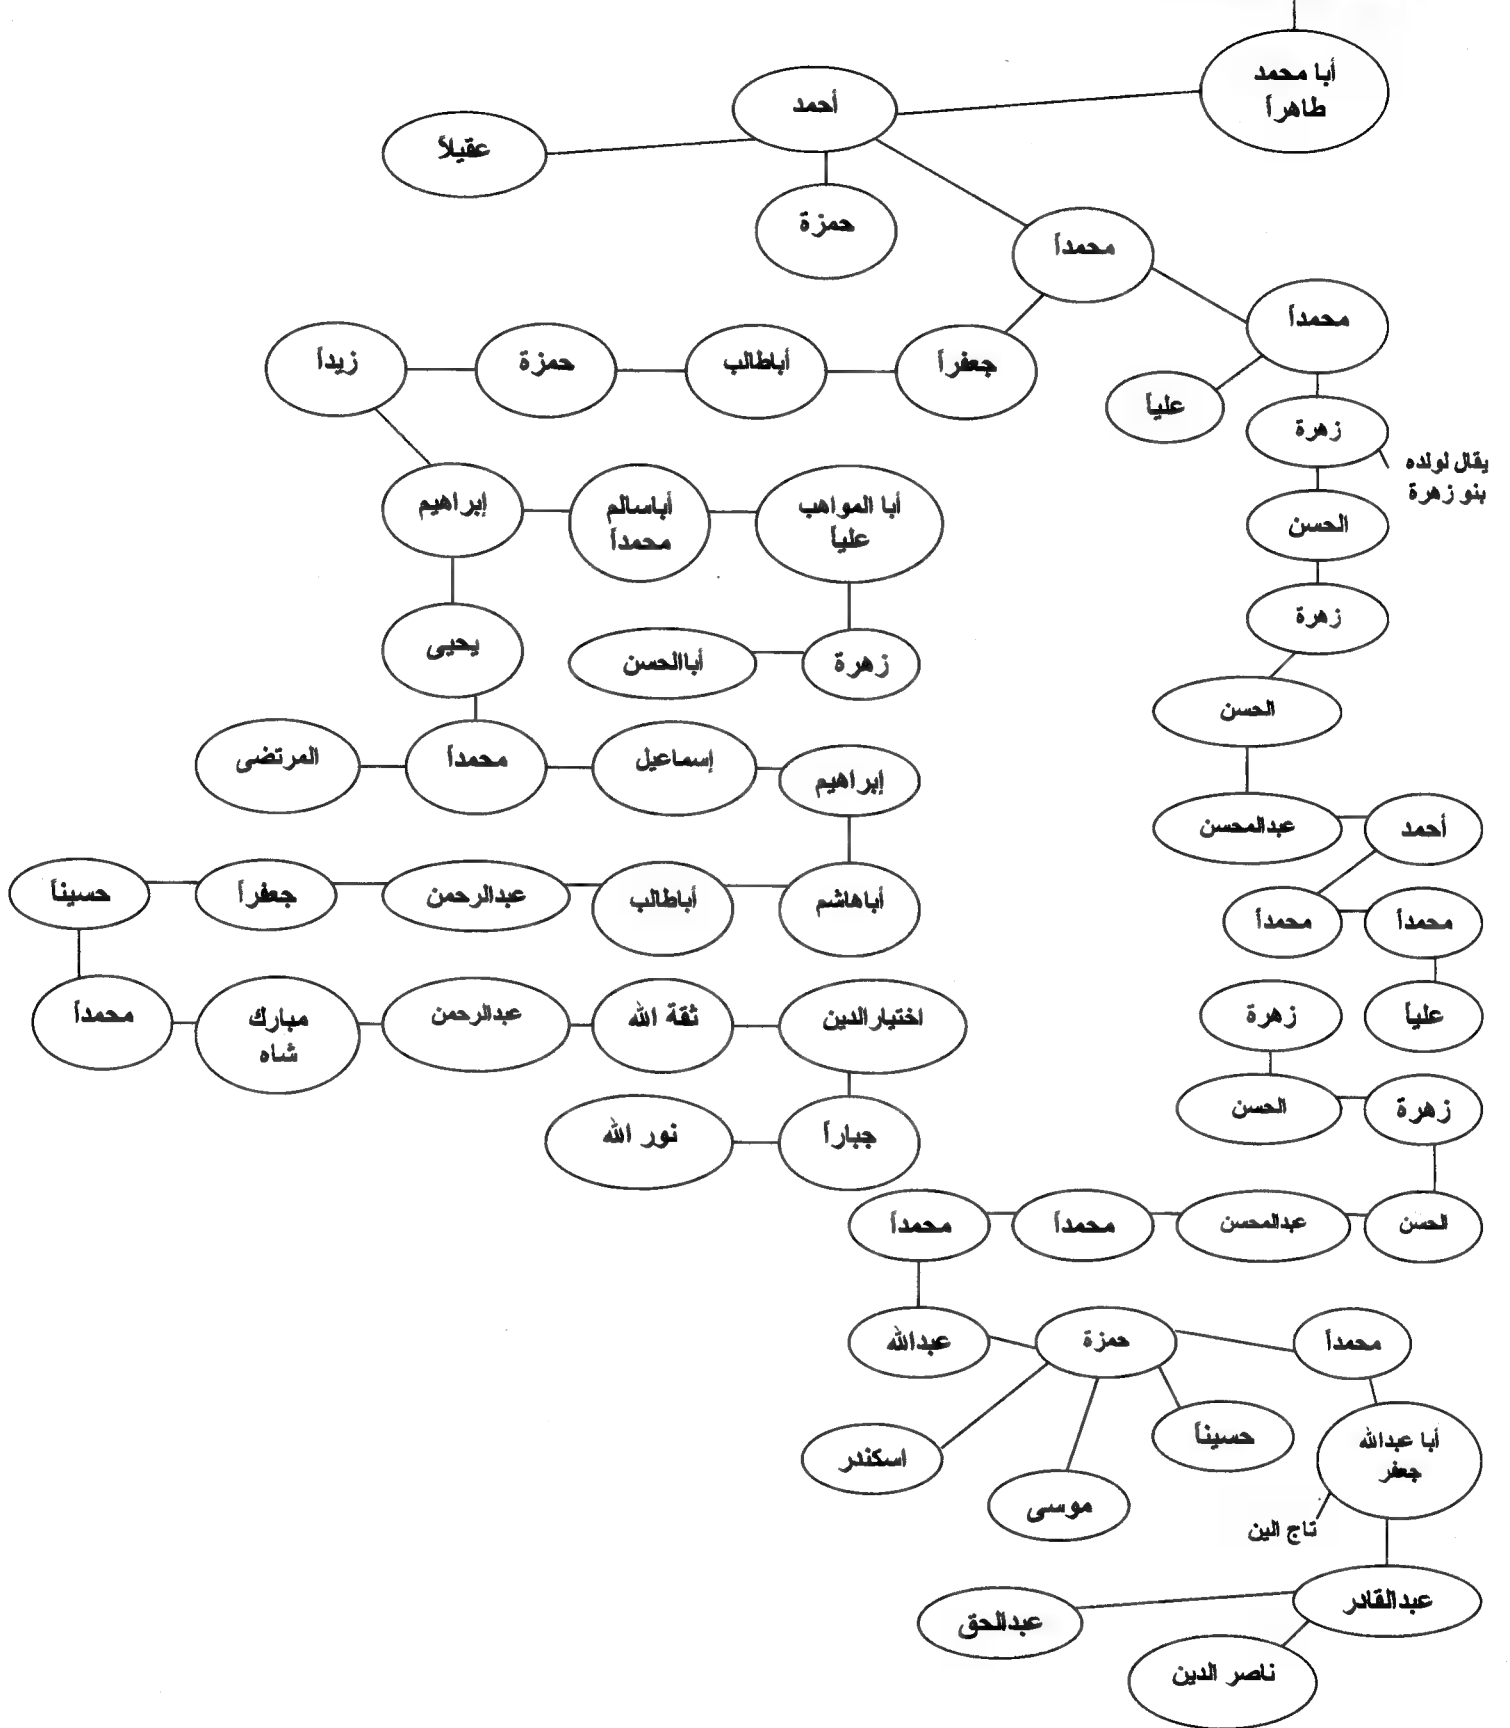 أبا محمد
طاهراً
أحمد
عقيلاً
حمزة
محمداً
محمداً
علياً
زهرة
يقال لولده
بنو زهرة
جعفراً
أباطالب
حمزة
زيداً
إبراهيم
أباسالم
محمداً
أبا المواهب
علياً
الحسن
زهرة
يحيى
زهرة
أباالحسن
الحسن
محمداً
المرتضى
إسماعيل
إبراهيم
عبدالمحسن
أحمد
أباهاشم
أباطالب
عبدالرحمن
جعفراً
حسيناً
محمداً
محمداً
علياً
زهرة
محمداً
مبارك
شاه
عبدالرحمن
ثقة الله
اختيارالدين
الحسن
زهرة
جباراً
نور الله
الحسن
عبدالمحسن
محمداً
محمداً
عبدالله
حمزة
محمداً
حسيناً
اسكندر
موسى
أبا عبدالله
جعفر
تاج الين
عبدالقادر
عبدالحق
ناصر الدين